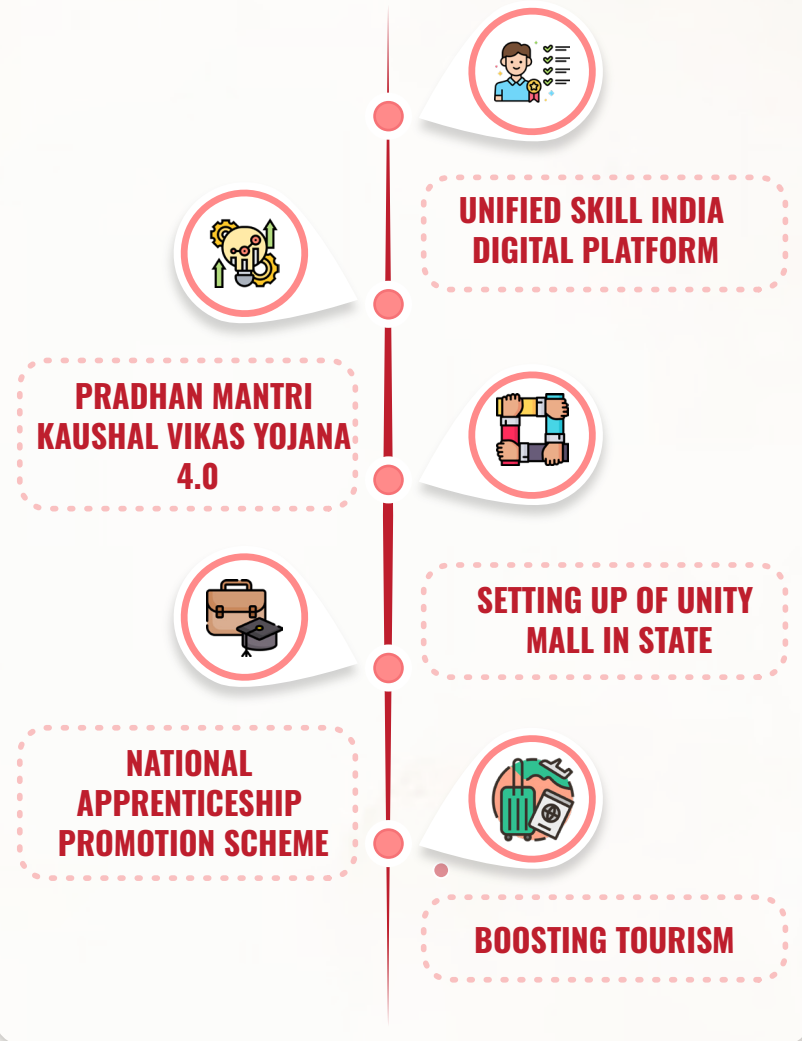 UNIFIED SKILL INDIA
DIGITAL PLATFORM
PRADHAN MANTRI
KAUSHAL VIKAS YOJANA
4.0
SETTING UP OF UNITY
MALL IN STATE
NATIONAL
APPRENTICESHIP
PROMOTION SCHEME
BOOSTING TOURISM